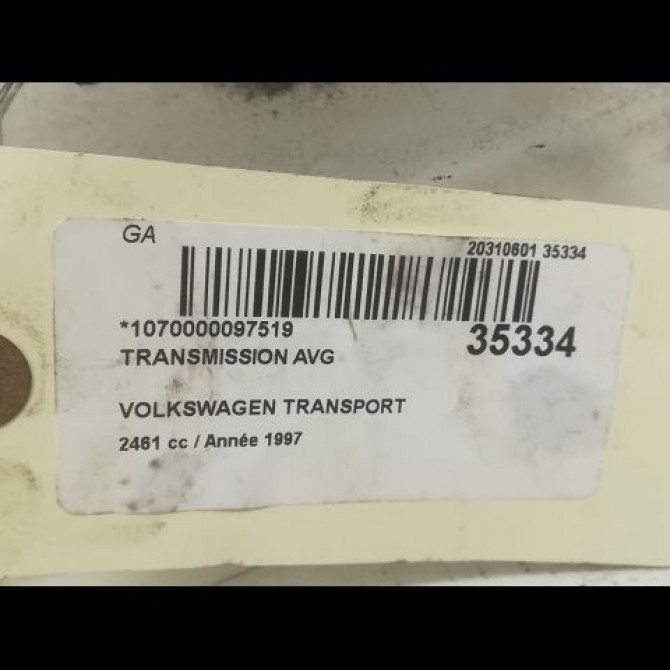 GA
20310601 35334
*1070000097519
35334
TRANSMISSION AVG
VOLKSWAGEN TRANSPORT
2461 cc / Année 1997